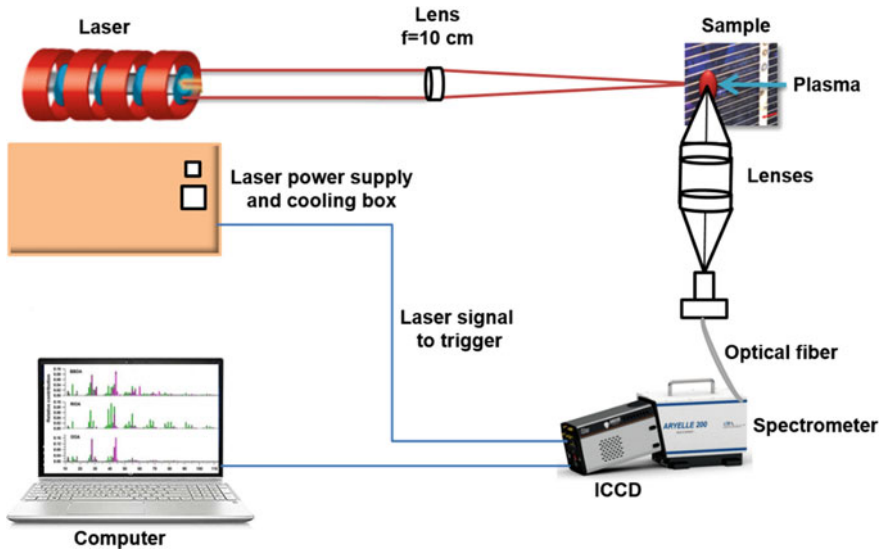 Laser
Lens
f=10 cm
Sample
Plasma
Laser power supply
and cooling box
Lenses
Laser signal
to trigger
Optical fiber
ARYELLE 200
Spectrometer
ICCD
Computer